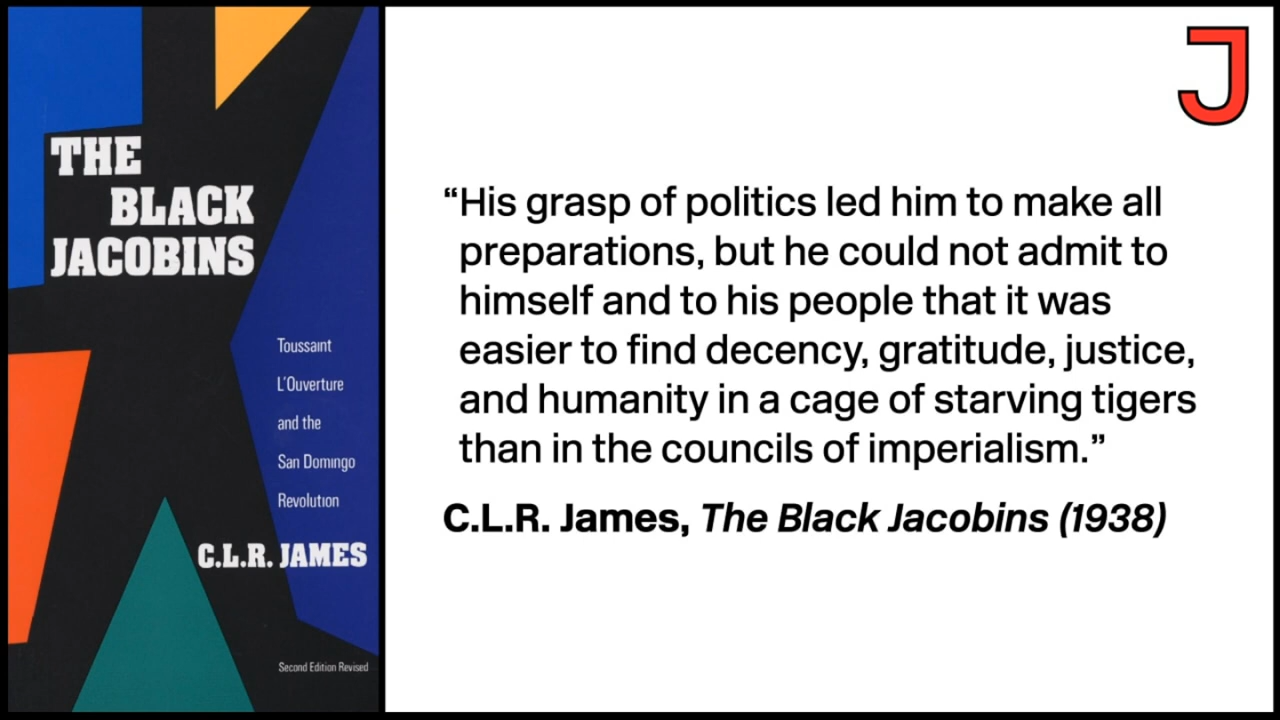 THE
BLACK
JACOBINS
Toussaint
L'Ouverture
and the
San Domingo
Revolution
C.L.R. JAMES
Second Edition Revised
J
“His grasp of politics led him to make all
preparations, but he could not admit to
himself and to his people that it was
easier to find decency, gratitude, justice,
and humanity in a cage of starving tigers
than in the councils of imperialism.”
C.L.R. James, The Black Jacobins (1938)